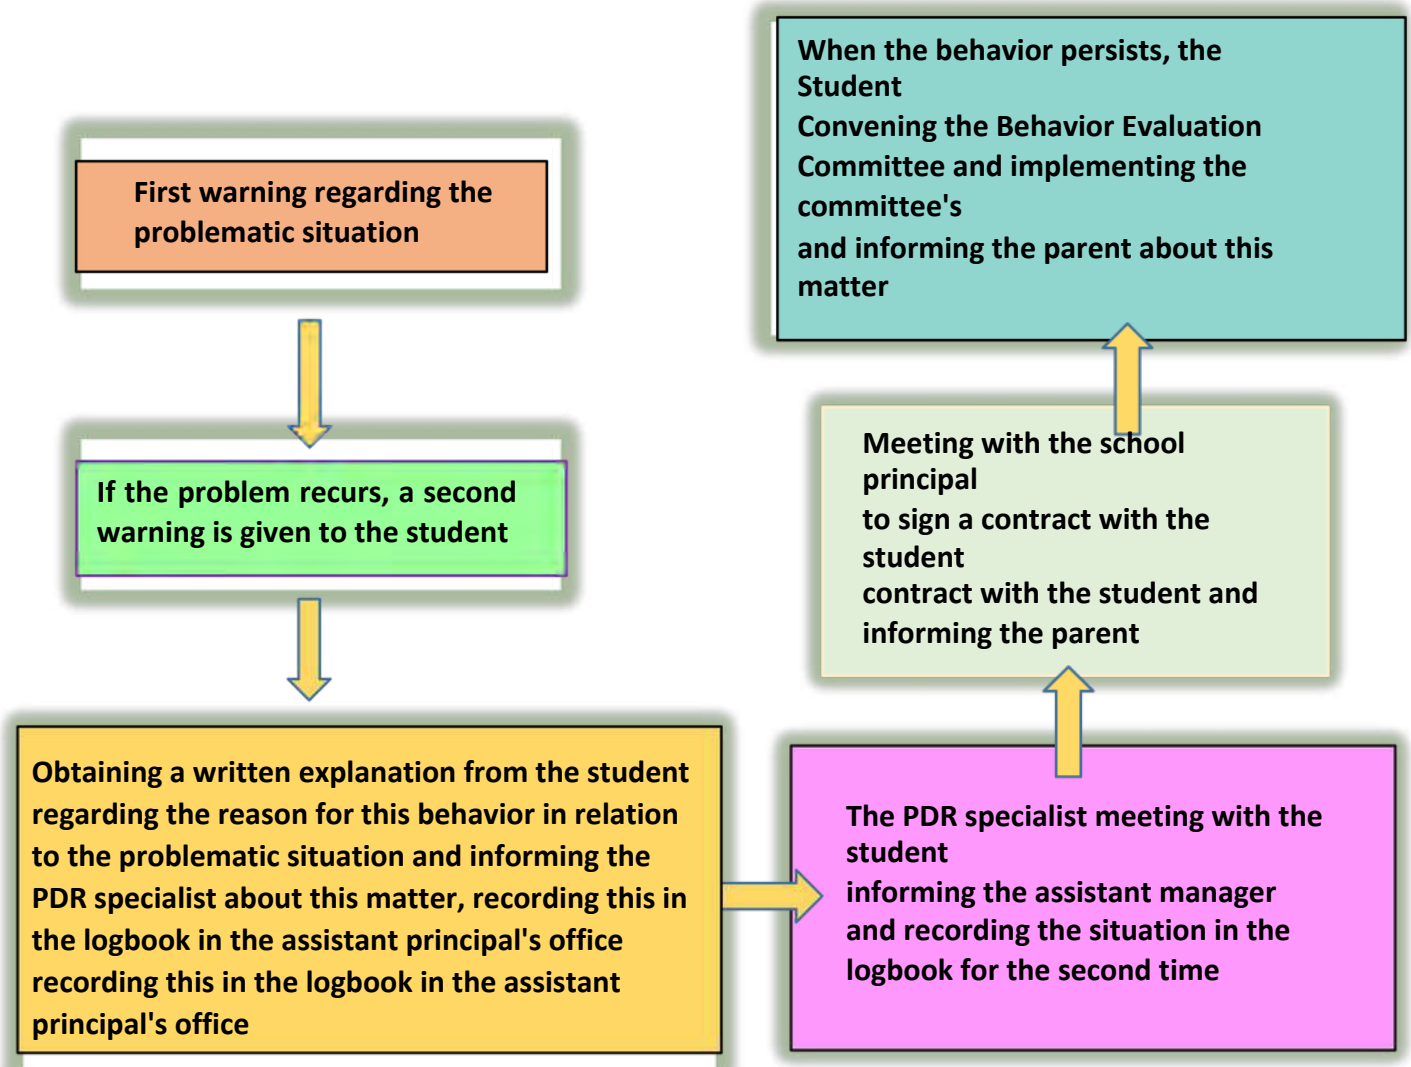 First warning regarding the
problematic situation
If the problem recurs, a second
warning is given to the student
Obtaining a written explanation from the student
regarding the reason for this behavior in relation
to the problematic situation and informing the
PDR specialist about this matter, recording this in
the logbook in the assistant principal's office
recording this in the logbook in the assistant
principal's office
The PDR specialist meeting with the
student
informing the assistant manager
and recording the situation in the
logbook for the second time
Meeting with the school
principal
to sign a contract with the
student
contract with the student and
informing the parent
When the behavior persists, the
Student
Convening the Behavior Evaluation
Committee and implementing the
committee's
and informing the parent about this
matter